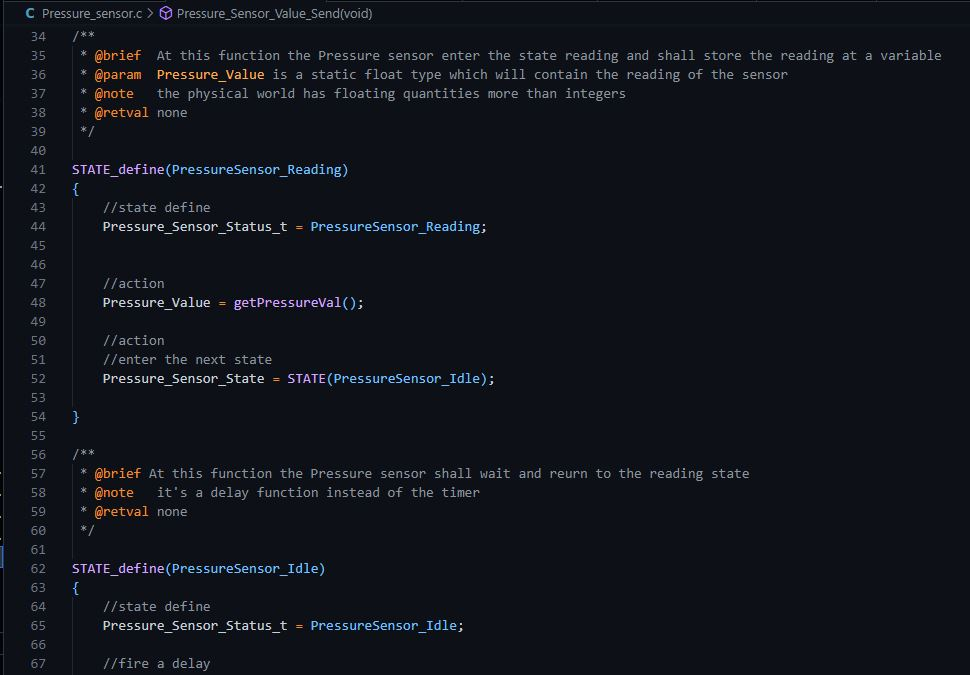 C Pressure_sensor.c > Pressure_Sensor_Value_Send(void)
34 /**
35 * @brief  At this function the Pressure sensor enter the state reading and shall store the reading at a variable
36 * @param  Pressure_Value is a static float type which will contain the reading of the sensor
37 * @note   the physical world has floating quantities more than integers
38 * @retval none
39 */
40
41 STATE_define(PressureSensor_Reading)
42 {
43     //state define
44     Pressure_Sensor_Status_t = PressureSensor_Reading;
45
46
47     //action
48     Pressure_Value = getPressureVal();
49
50     //action
51     //enter the next state
52     Pressure_Sensor_State = STATE(PressureSensor_Idle);
53
54 }
55
56 /**
57 * @brief At this function the Pressure sensor shall wait and reurn to the reading state
58 * @note   it's a delay function instead of the timer
59 * @retval none
60 */
61
62 STATE_define(PressureSensor_Idle)
63 {
64     //state define
65     Pressure_Sensor_Status_t = PressureSensor_Idle;
66
67     //fire a delay